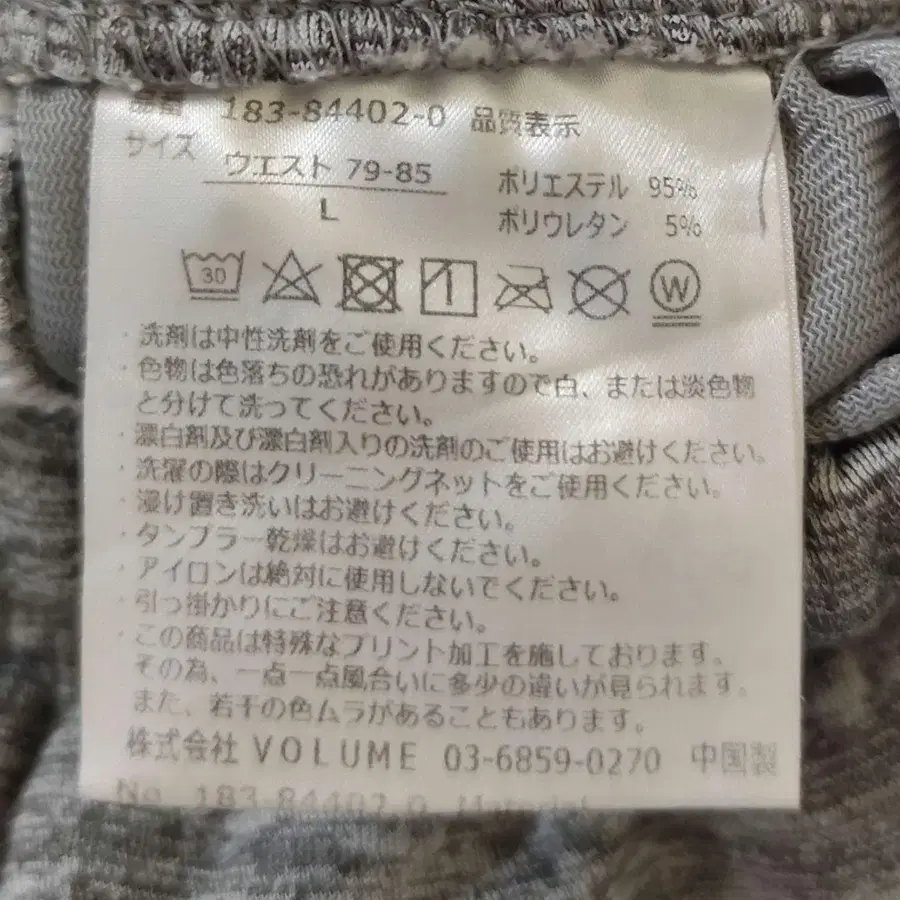 品番 183-84402-0 品質表示
サイズ ウエスト 79-85 ポリエステル 95%
L ポリウレタン 5%
30 W
・洗剤は中性洗剤をご使用ください。
・色物は色落ちの恐れがありますので白、または淡色物
と分けて洗ってください。
・漂白剤及び漂白剤入りの洗剤のご使用はお避けください。
・洗濯の際はクリーニングネットをご使用ください。
・浸け置き洗いはお避けください。
・タンブラー乾燥はお避けください。
・アイロンは絶対に使用しないでください。
・引っ掛かりにご注意ください。
・この商品は特殊なプリント加工を施しております。
その為、一点一点風合いに多少の違いが見られます。
また、若干の色ムラがあることもあります。
株式会社 VOLUME 03-6859-0270 中国製
No. 183-84402-0 Material